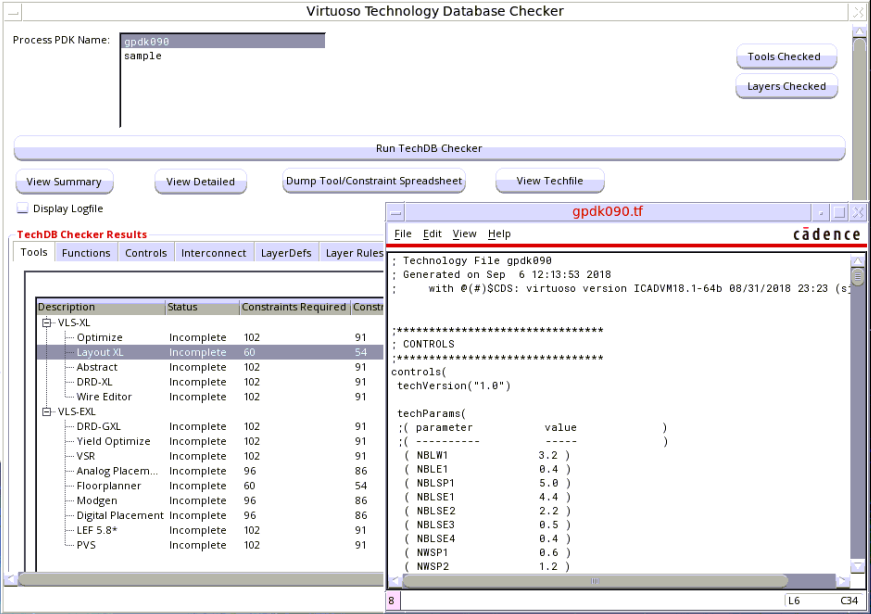 Virtuoso Technology Database Checker
Process PDK Name:
gpdk090
sample
Tools Checked
Layers Checked
Run TechDB Checker
View Summary
View Detailed
Dump Tool/Constraint Spreadsheet
View Techfile
Display Logfile
TechDB Checker Results
Tools Functions Controls Interconnect LayerDefs Layer Rules
Description Status Constraints Required Constr
VLS-XL
Optimize Incomplete 102 91
Layout XL Incomplete 60 54
Abstract Incomplete 102 91
DRD-XL Incomplete 102 91
Wire Editor Incomplete 102 91
VLS-EXL
DRD-GXL Incomplete 102 91
Yield Optimize Incomplete 102 91
VSR Incomplete 102 91
Analog Placem... Incomplete 96 86
Floorplanner Incomplete 60 54
Modgen Incomplete 96 86
Digital Placement Incomplete 96 86
LEF 5.8* Incomplete 102 91
PVS Incomplete 102 91
gpdk090.tf
File Edit View Help
cādence
; Technology File gpdk090
; Generated on Sep  6 12:13:53 2018
;     with @(#)$CDS: virtuoso version ICADVM18.1-64b 08/31/2018 23:23 (sj
;********************************
; CONTROLS
;********************************
controls(
techVersion("1.0")
techParams(
;( parameter value )
;( ---------- ----- )
( NBLW1 3.2 )
( NBLE1 0.4 )
( NBLSP1 5.0 )
( NBLSE1 4.4 )
( NBLSE2 2.2 )
( NBLSE3 0.5 )
( NBLSE4 0.4 )
( NWSP1 0.6 )
( NWSP2 1.2 )
8
L6 C34